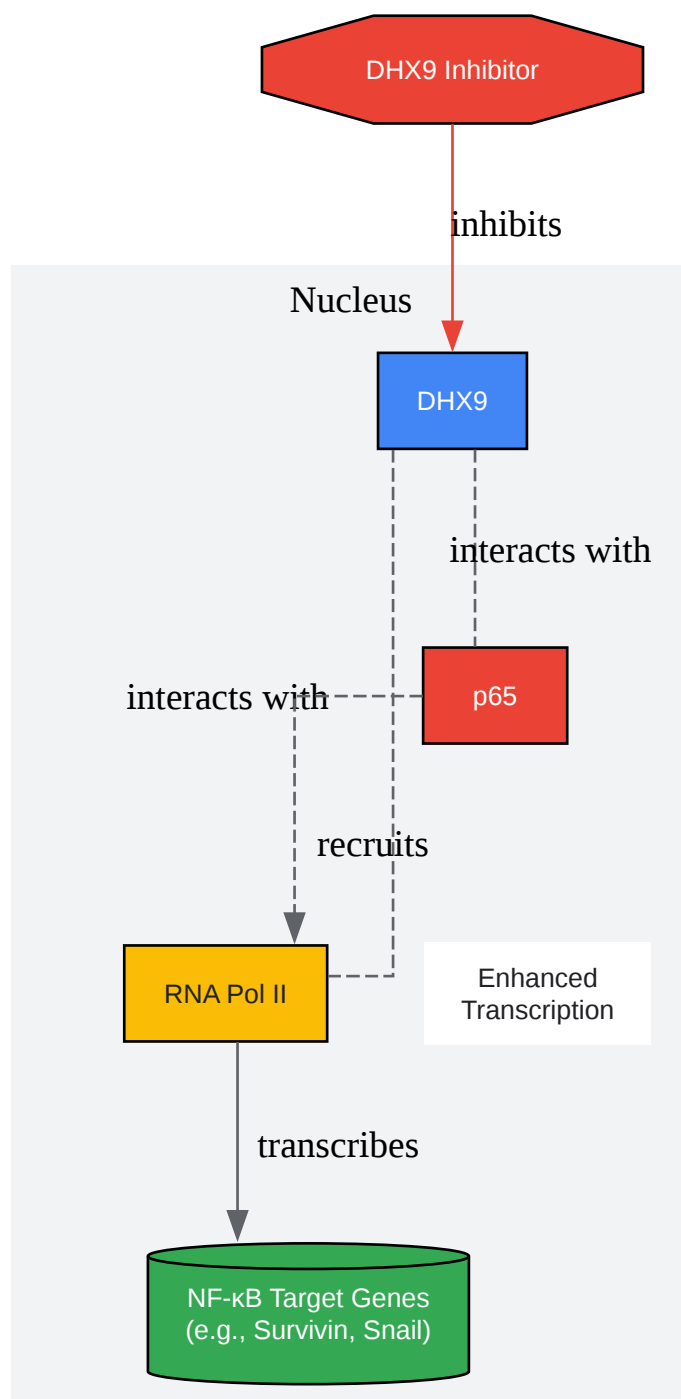 DHX9 Inhibitor
inhibits
Nucleus
DHX9
interacts with
p65
interacts with
recruits
RNA Pol II
Enhanced
Transcription
transcribes
NF-κB Target Genes
(e.g., Survivin, Snail)